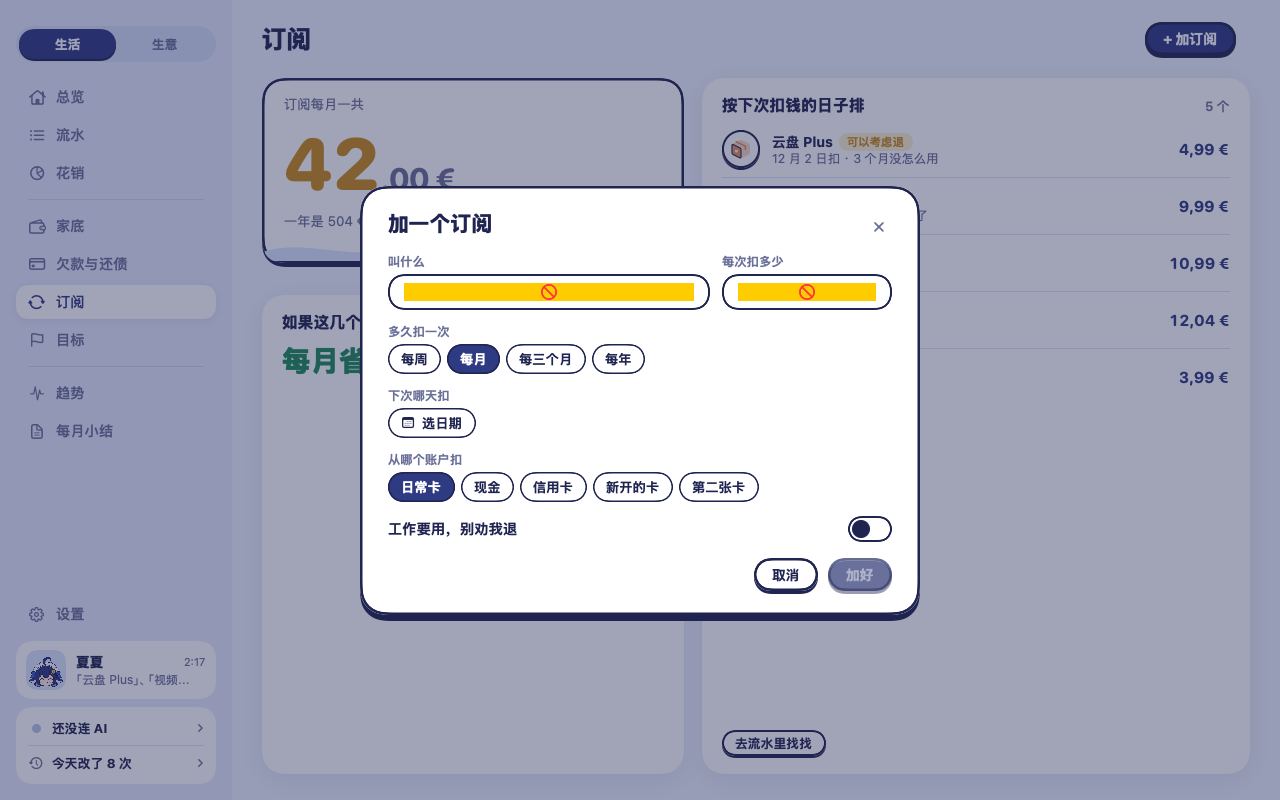 生活
生意
总览
流水
花销
家底
欠款与还债
订阅
目标
趋势
每月小结
设置
夏夏
2:17
「云盘 Plus」、「视频…
还没连 AI
今天改了 8 次
订阅
+ 加订阅
订阅每月一共
42
,00 €
一年是 504
如果这几个
每月省
按下次扣钱的日子排
5 个
云盘 Plus
可以考虑退
12 月 2 日扣 · 3 个月没怎么用
4,99 €
了
9,99 €
10,99 €
12,04 €
3,99 €
去流水里找找
加一个订阅
×
叫什么
每次扣多少
多久扣一次
每周
每月
每三个月
每年
下次哪天扣
选日期
从哪个账户扣
日常卡
现金
信用卡
新开的卡
第二张卡
工作要用，别劝我退
取消
加好